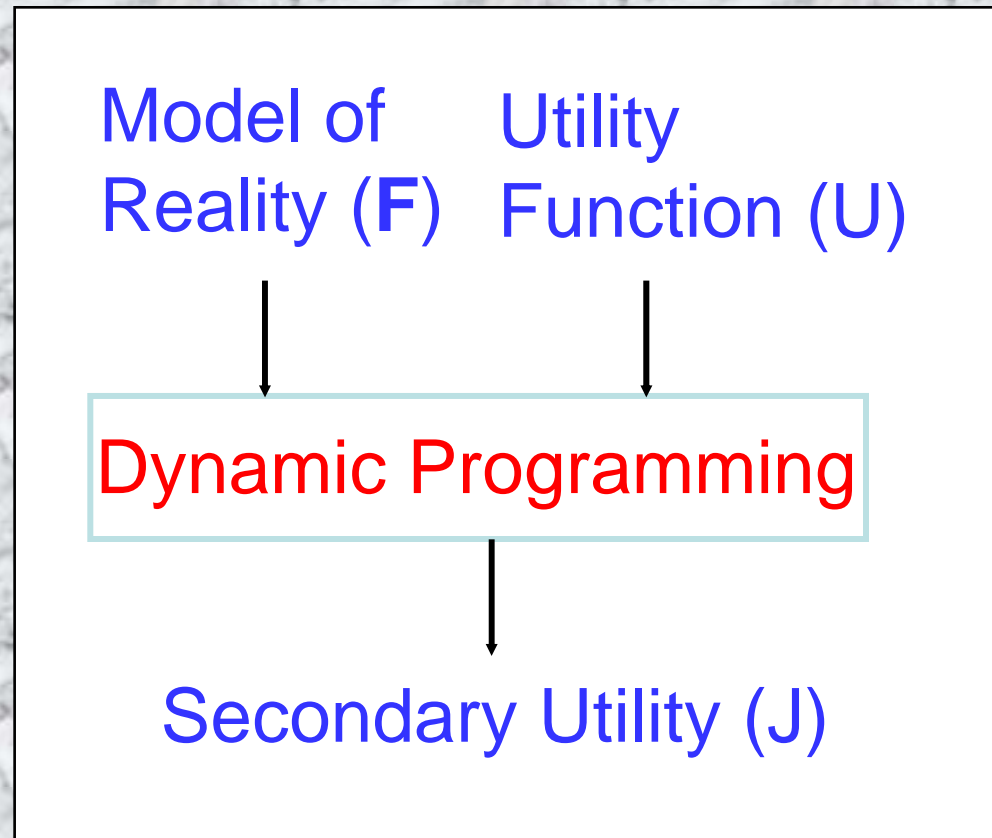 Model of
Reality (F)
Utility
Function (U)
Dynamic Programming
Secondary Utility (J)